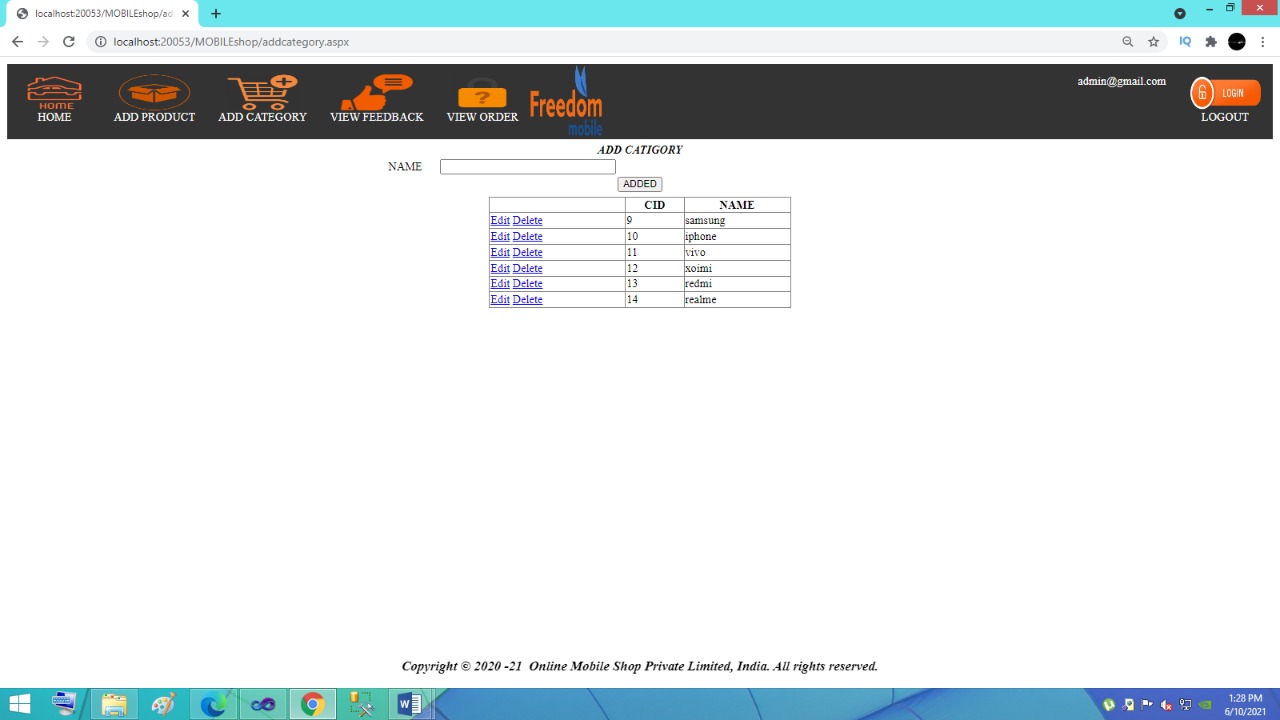 localhost:20053/MOBILEshop/ad
localhost:20053/MOBILEshop/addcategory.aspx
IQ
HOME
HOME
ADD PRODUCT
ADD CATEGORY
VIEW FEEDBACK
?
VIEW ORDER
Freedom
mobile
admin@gmail.com
LOGIN
LOGOUT
ADD CATIGORY
NAME
ADDED
CID NAME
Edit Delete 9 samsung
Edit Delete 10 iphone
Edit Delete 11 vivo
Edit Delete 12 xoimi
Edit Delete 13 redmi
Edit Delete 14 realme
Copyright © 2020 -21 Online Mobile Shop Private Limited, India. All rights reserved.
W
1:28 PM
6/10/2021